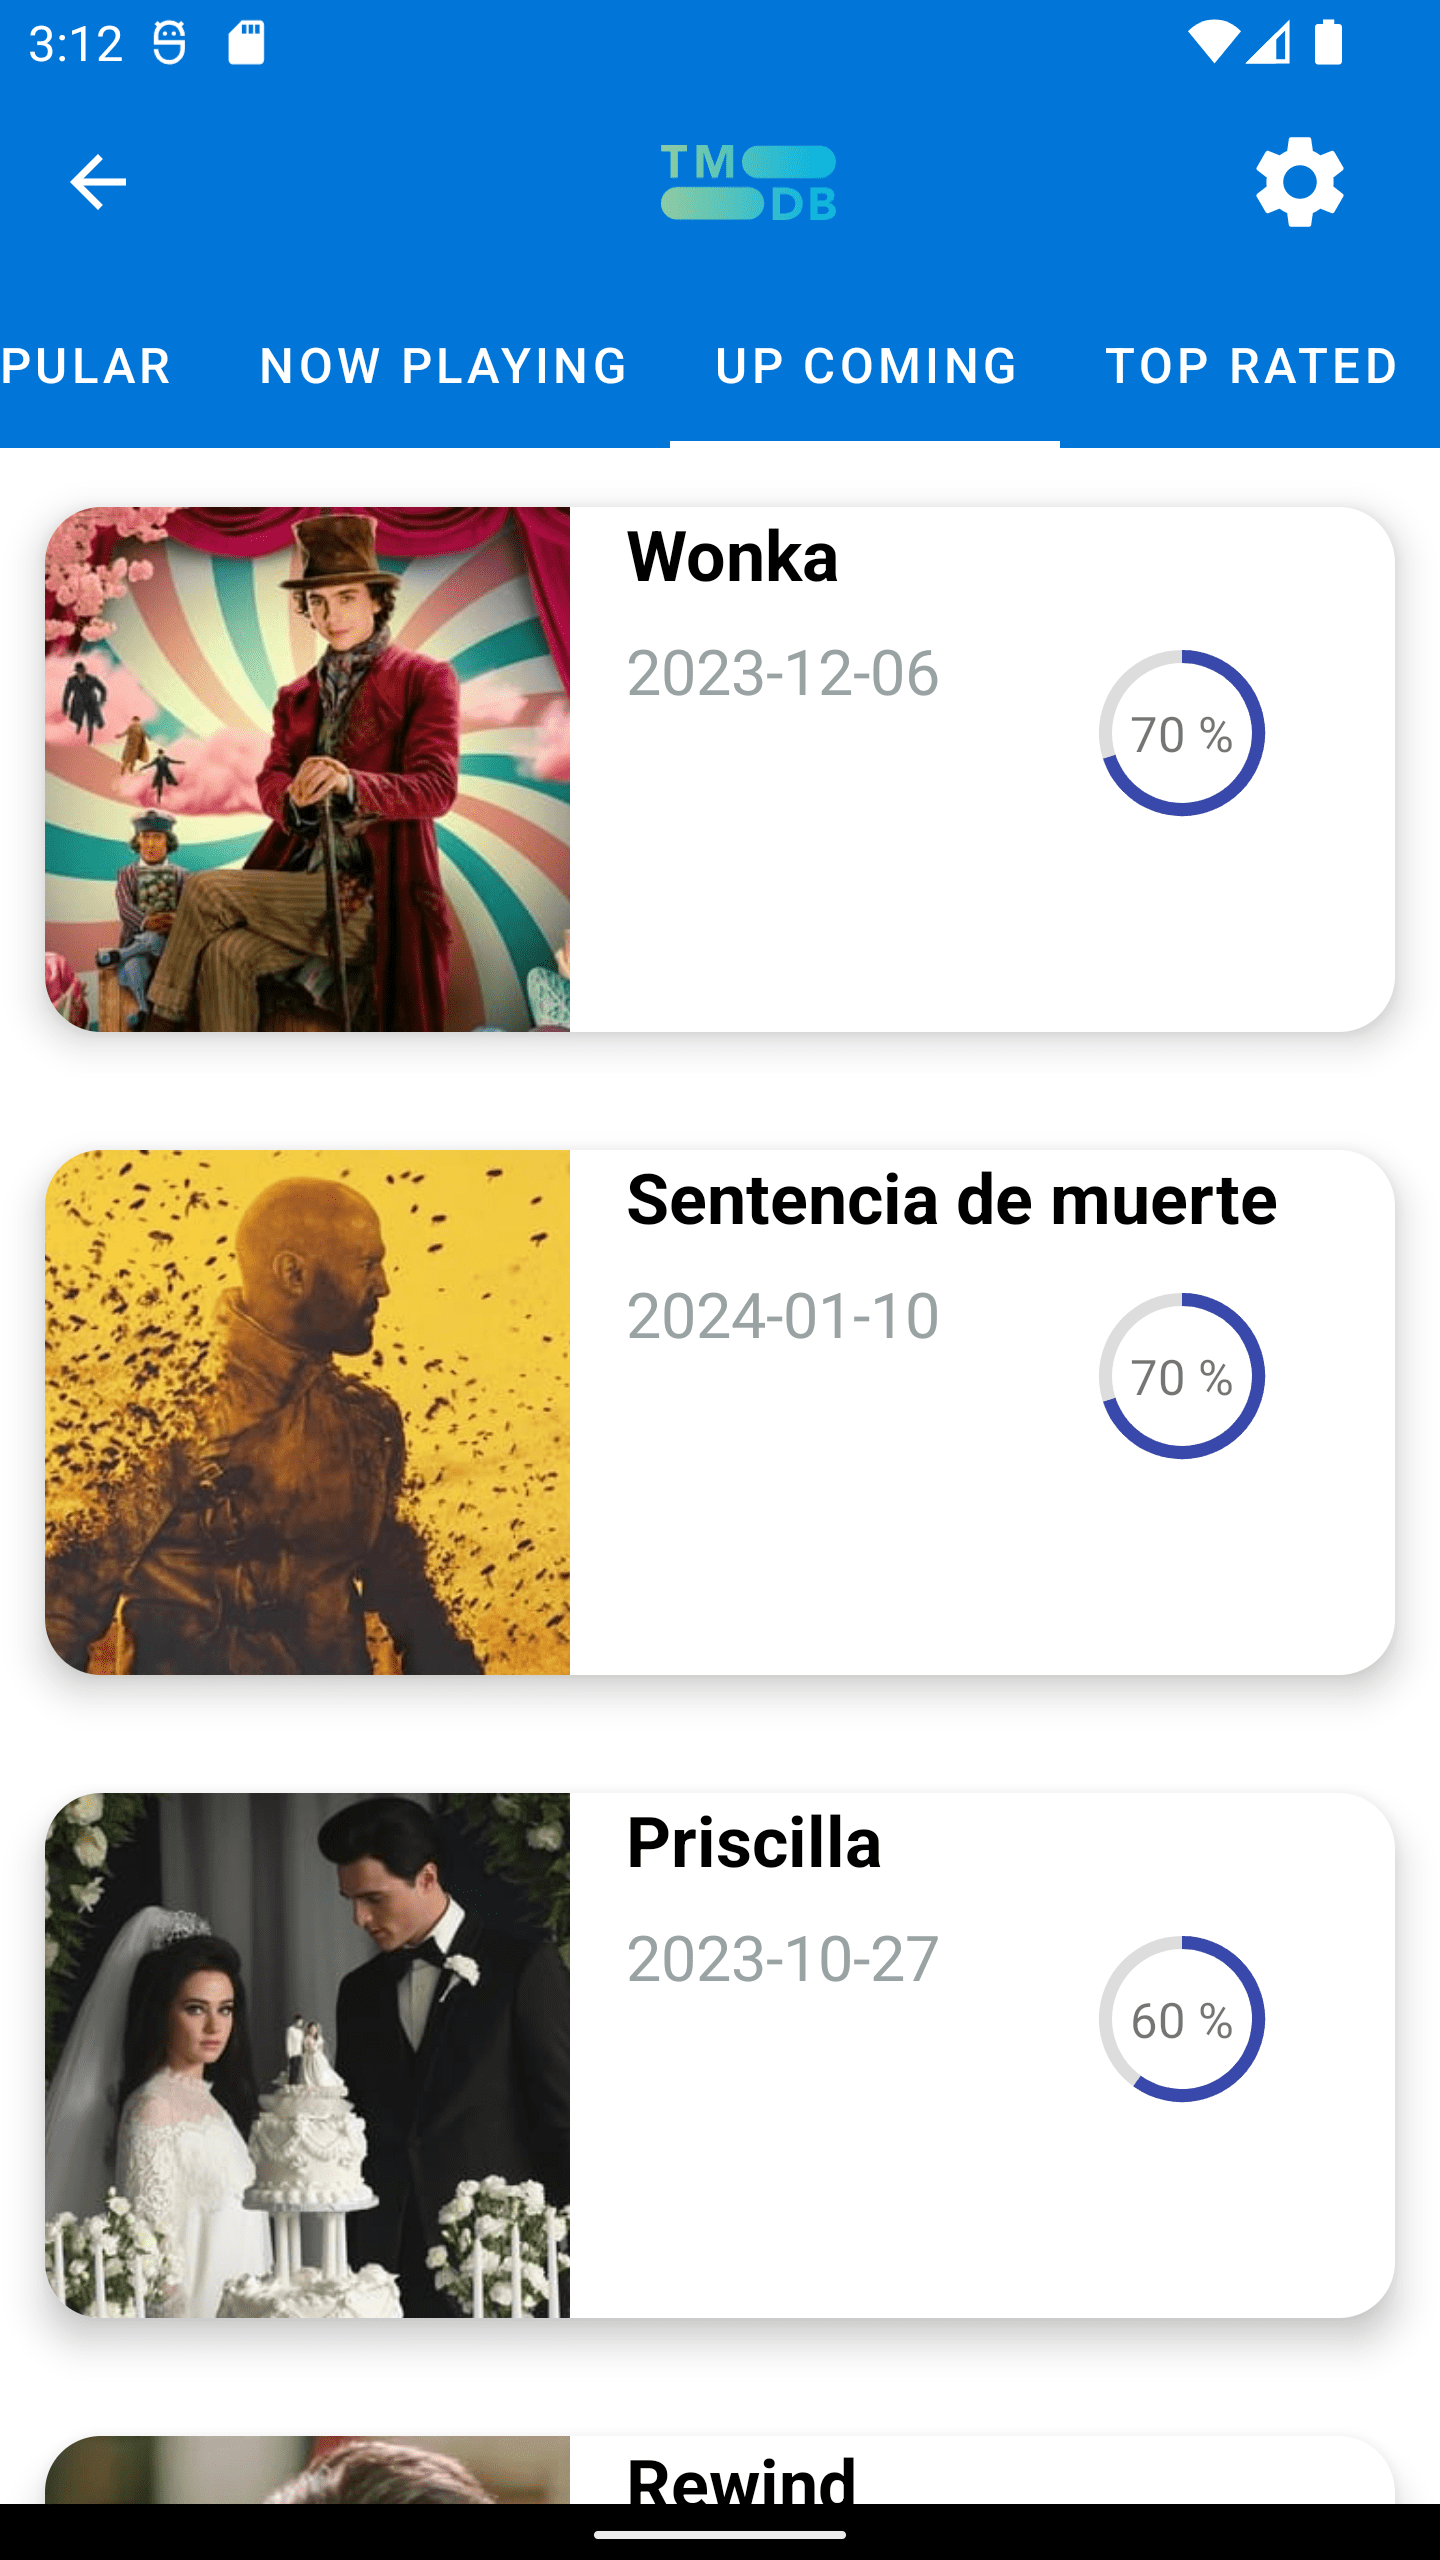 3:12
TM
DB
PULAR NOW PLAYING UP COMING TOP RATED
Wonka
2023-12-06
70 %
Sentencia de muerte
2024-01-10
70 %
Priscilla
2023-10-27
60 %
Rewind